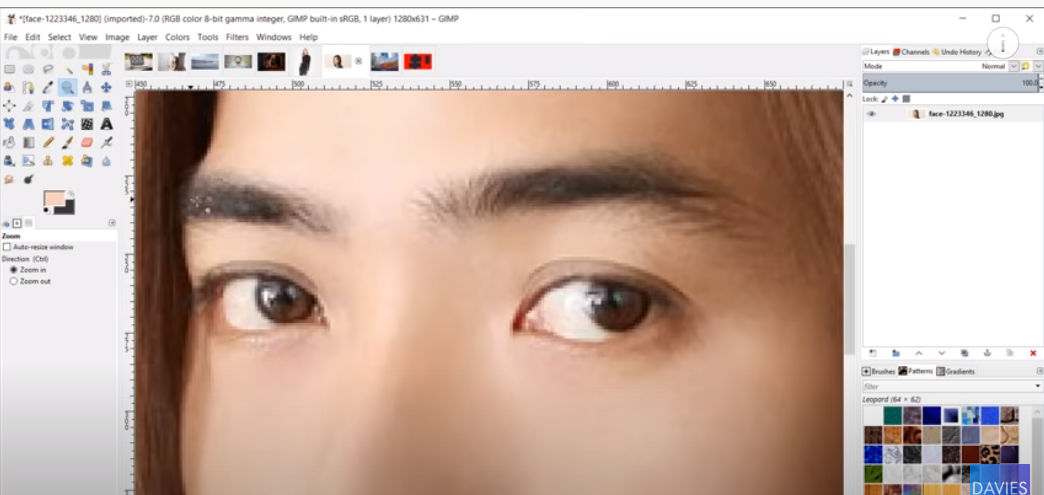 *[face-1223346_1280] (imported)-7.0 (RGB color 8-bit gamma integer, GIMP built-in sRGB, 1 layer) 1280x631 – GIMP
File Edit Select View Image Layer Colors Tools Filters Windows Help
Layers Channels Undo History
Mode Normal
450 475 500 525 550 575 600 625 650
Opacity 100.0
Lock:
face-1223346_1280.jpg
Zoom
Auto-resize window
Direction (Ctrl)
Zoom in
Zoom out
Brushes Patterns Gradients
filter
Leopard (64 × 62)
DAVIES